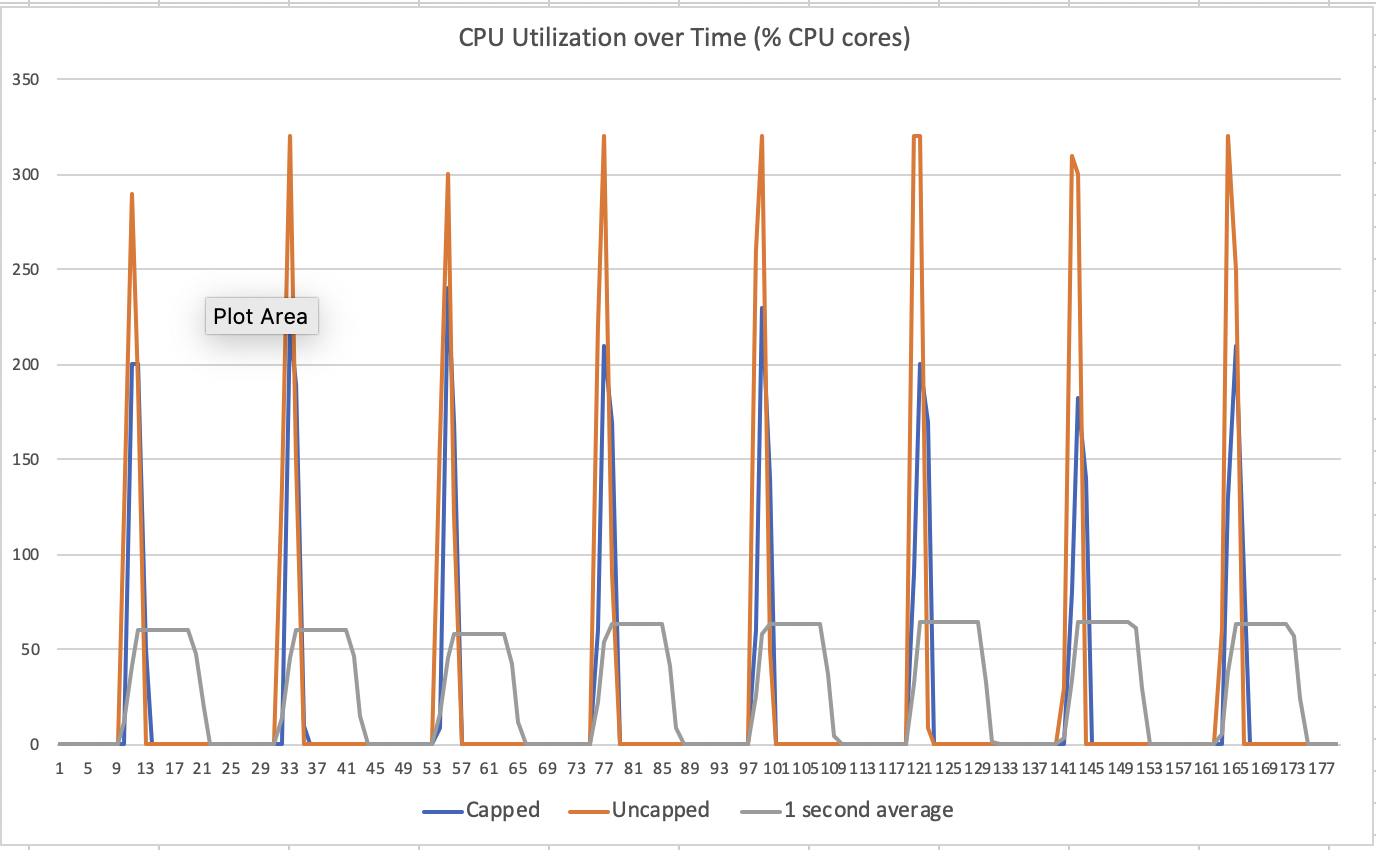 CPU Utilization over Time (% CPU cores)
350
300
250
Plot Area
200
150
100
50
0
1 5 9 13 17 21 25 29 33 37 41 45 49 53 57 61 65 69 73 77 81 85 89 93 97 101 105 109 113 117 121 125 129 133 137 141 145 149 153 157 161 165 169 173 177
Capped Uncapped 1 second average